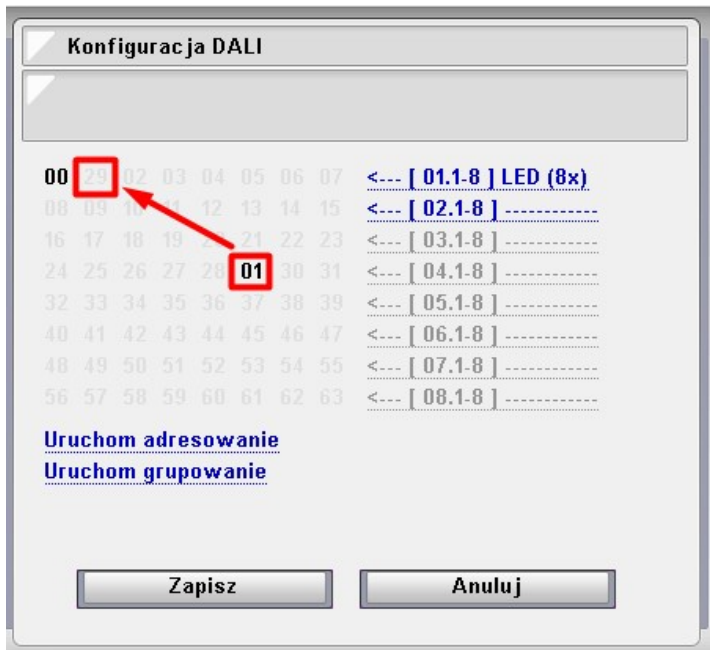 Konfiguracja DALI
00 29 02 03 04 05 06 07 <--- [ 01.1-8 ] LED (8x)
08 09 10 11 12 13 14 15 <--- [ 02.1-8 ] ------------
16 17 18 19 20 21 22 23 <--- [ 03.1-8 ] ------------
24 25 26 27 28 01 30 31 <--- [ 04.1-8 ] ------------
32 33 34 35 36 37 38 39 <--- [ 05.1-8 ] ------------
40 41 42 43 44 45 46 47 <--- [ 06.1-8 ] ------------
48 49 50 51 52 53 54 55 <--- [ 07.1-8 ] ------------
56 57 58 59 60 61 62 63 <--- [ 08.1-8 ] ------------
Uruchom adresowanie
Uruchom grupowanie
Zapisz Anuluj